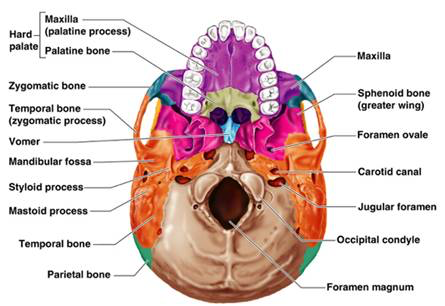 Hard
palate
Maxilla
(palatine process)
Palatine bone
Zygomatic bone
Temporal bone
(zygomatic process)
Vomer
Mandibular fossa
Styloid process
Mastoid process
Temporal bone
Parietal bone
Maxilla
Sphenoid bone
(greater wing)
Foramen ovale
Carotid canal
Jugular foramen
Occipital condyle
Foramen magnum